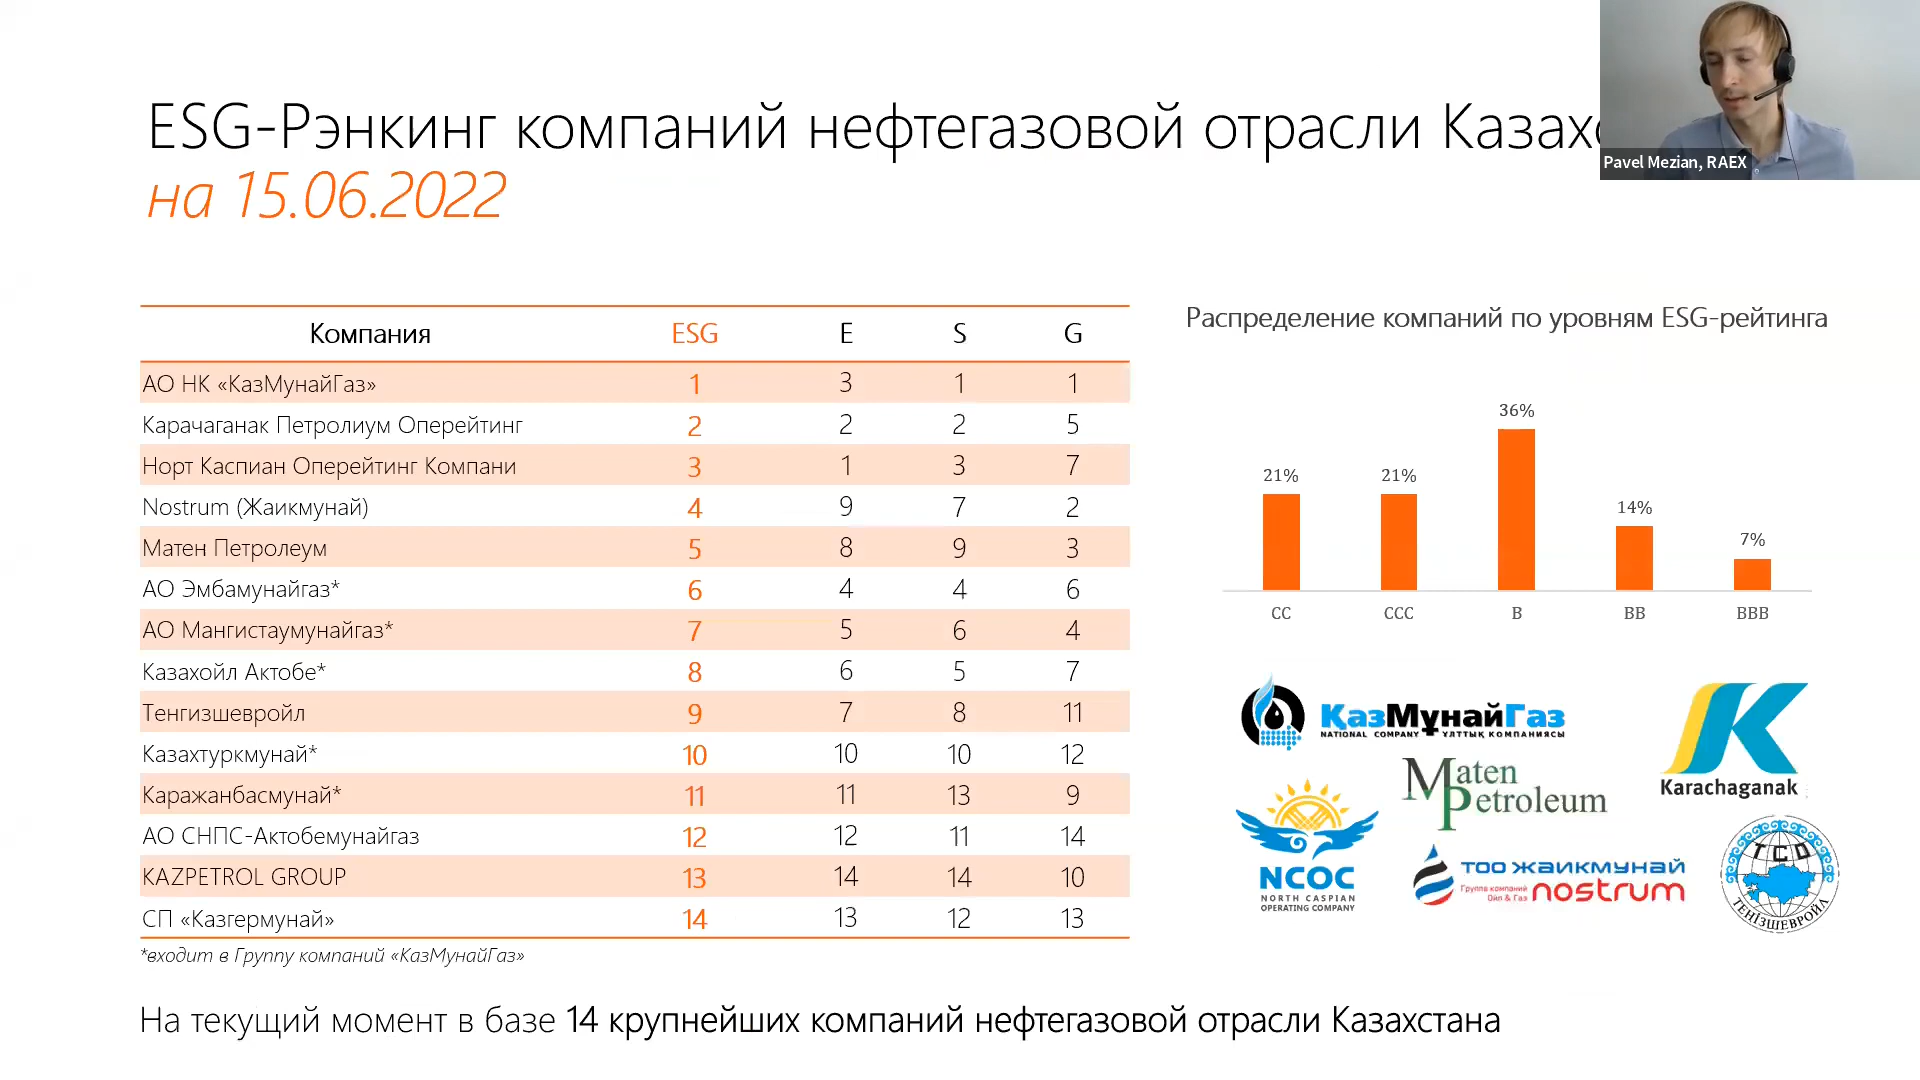 ESG-Рэнкинг компаний нефтегазовой отрасли Казахс
на 15.06.2022
Pavel Mezian, RAEX
Компания ESG E S G
АО НК «КазМунайГаз» 1 3 1 1
Карачаганак Петролиум Оперейтинг 2 2 2 5
Норт Каспиан Оперейтинг Компани 3 1 3 7
Nostrum (Жаикмунай) 4 9 7 2
Матен Петролеум 5 8 9 3
АО Эмбамунайгаз* 6 4 4 6
АО Мангистаумунайгаз* 7 5 6 4
Казахойл Актобе* 8 6 5 7
Тенгизшевройл 9 7 8 11
Казахтуркмунай* 10 10 10 12
Каражанбасмунай* 11 11 13 9
АО СНПС-Актобемунайгаз 12 12 11 14
KAZPETROL GROUP 13 14 14 10
СП «Казгермунай» 14 13 12 13
*входит в Группу компаний «КазМунайГаз»
Распределение компаний по уровням ESG-рейтинга
21% 21% 36% 14% 7%
CC CCC B BB BBB
ҚазМұнайГаз
NATIONAL COMPANY ҰЛТТЫҚ КОМПАНИЯСЫ
Karachaganak
Maten
Petroleum
NCOC
NORTH CASPIAN
OPERATING COMPANY
ТОО ЖАИКМУНАЙ
Группа компаний
Ойл & Газ
nostrum
ТСО
ТЕНІЗШЕВРОЙЛ
На текущий момент в базе 14 крупнейших компаний нефтегазовой отрасли Казахстана